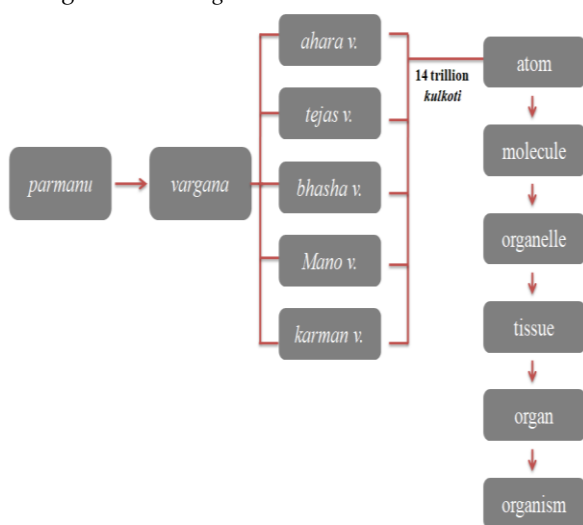 parmanu
vargana
ahara v.
tejas v.
bhasha v.
Mano v.
karman v.
14 trillion
kulkoti
atom
molecule
organelle
tissue
organ
organism